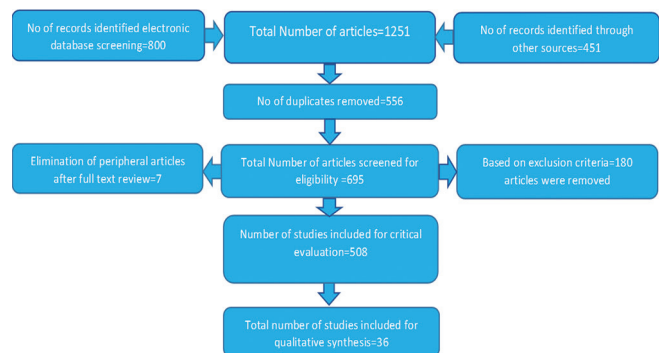 No of records identified electronic
database screening=800
Total Number of articles=1251
No of records identified through
other sources=451
No of duplicates removed=556
Elimination of peripheral articles
after full text review=7
Total Number of articles screened for
eligibility =695
Based on exclusion criteria=180
articles were removed
Number of studies included for critical
evaluation=508
Total number of studies included for
qualitative synthesis=36